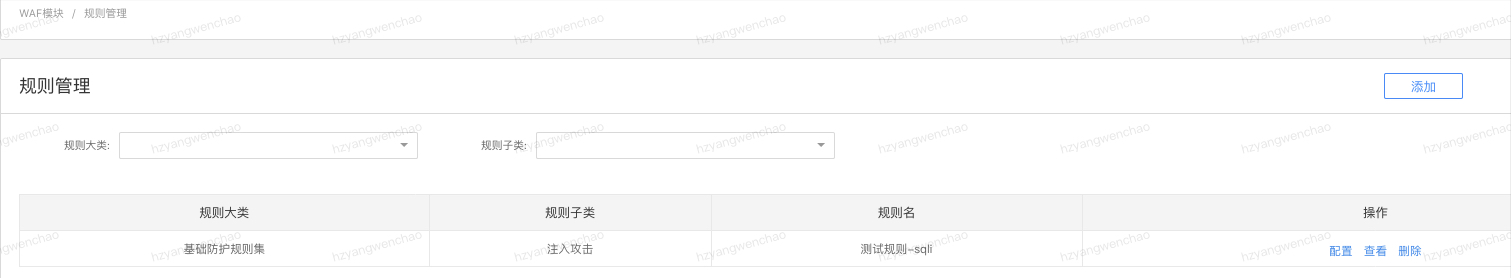 WAF模块 / 规则管理
规则管理 添加
规则大类: 规则子类:
规则大类 规则子类 规则名 操作
基础防护规则集 注入攻击 测试规则-sqli 配置 查看 删除
hzyangwenchao